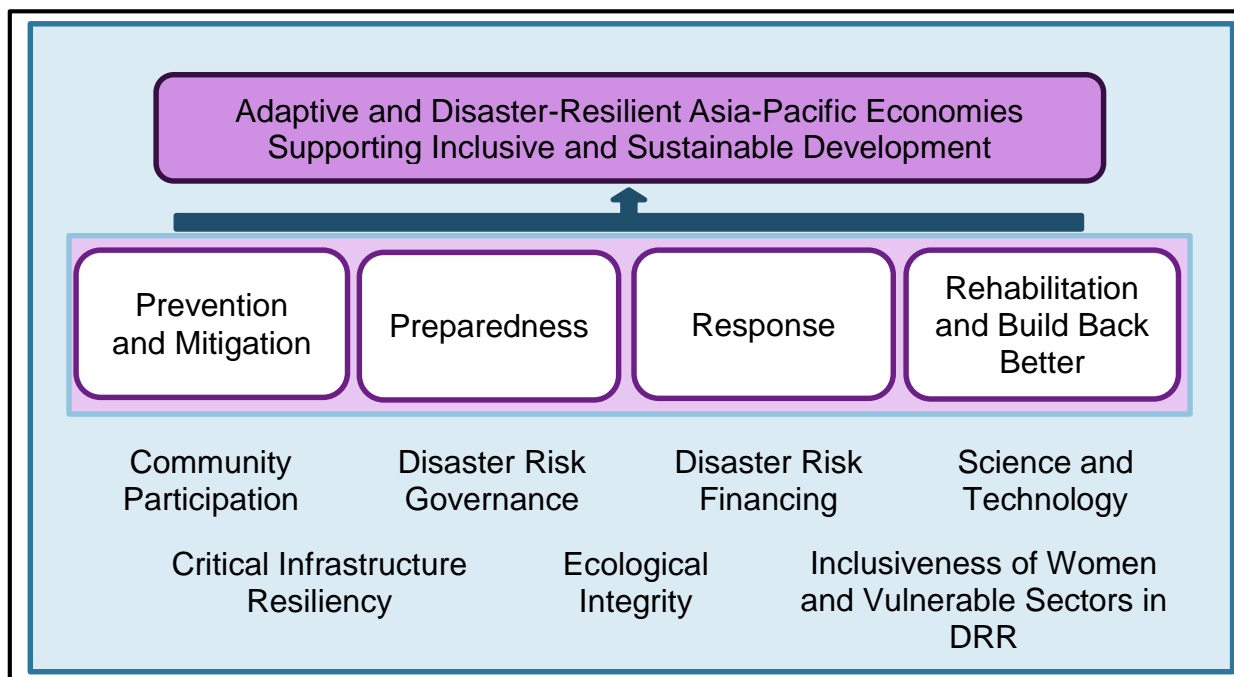 Adaptive and Disaster-Resilient Asia-Pacific Economies
Supporting Inclusive and Sustainable Development
Prevention
and Mitigation
Preparedness
Response
Rehabilitation
and Build Back
Better
Community
Participation
Disaster Risk
Governance
Disaster Risk
Financing
Science and
Technology
Critical Infrastructure
Resiliency
Ecological
Integrity
Inclusiveness of Women
and Vulnerable Sectors in
DRR